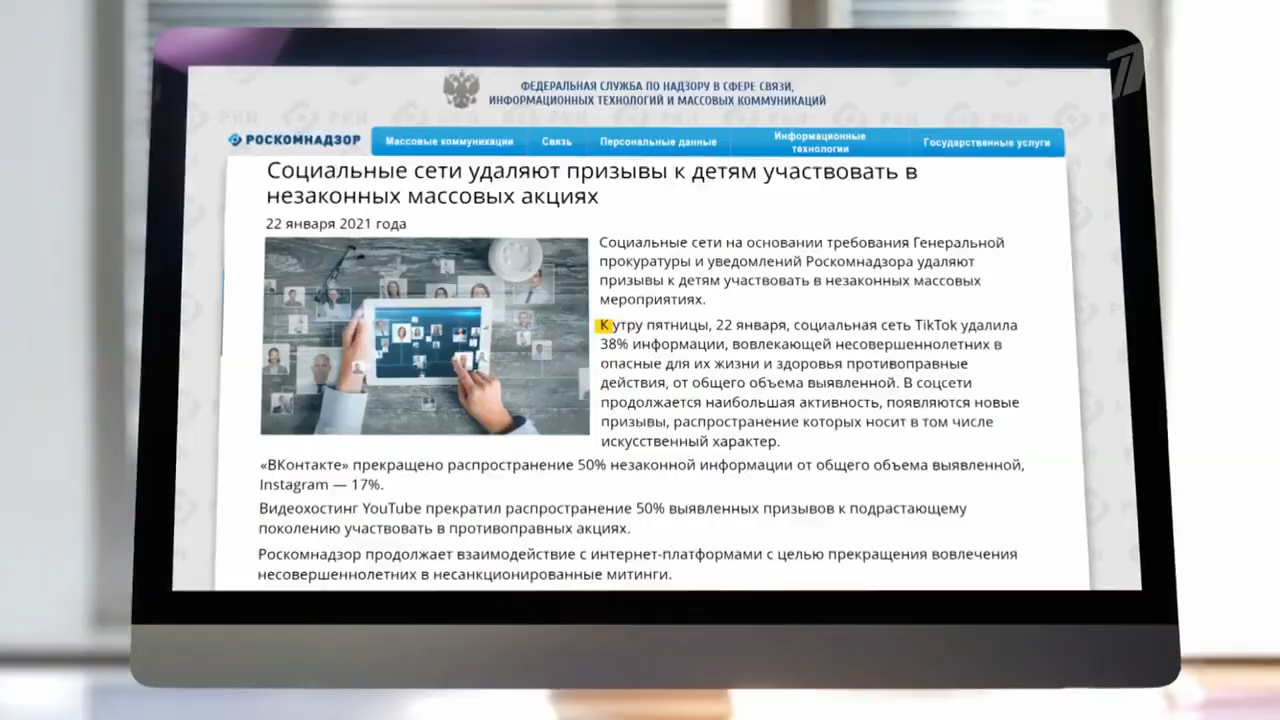 ФЕДЕРАЛЬНАЯ СЛУЖБА ПО НАДЗОРУ В СФЕРЕ СВЯЗИ,
ИНФОРМАЦИОННЫХ ТЕХНОЛОГИЙ И МАССОВЫХ КОММУНИКАЦИЙ
РОСКОМНАДЗОР
Массовые коммуникации
Связь
Персональные данные
Информационные
технологии
Государственные услуги
Социальные сети удаляют призывы к детям участвовать в
незаконных массовых акциях
22 января 2021 года
Социальные сети на основании требования Генеральной
прокуратуры и уведомлений Роскомнадзора удаляют
призывы к детям участвовать в незаконных массовых
мероприятиях.
К утру пятницы, 22 января, социальная сеть TikTok удалила
38% информации, вовлекающей несовершеннолетних в
опасные для их жизни и здоровья противоправные
действия, от общего объема выявленной. В соцсети
продолжается наибольшая активность, появляются новые
призывы, распространение которых носит в том числе
искусственный характер.
«ВКонтакте» прекращено распространение 50% незаконной информации от общего объема выявленной,
Instagram — 17%.
Видеохостинг YouTube прекратил распространение 50% выявленных призывов к подрастающему
поколению участвовать в противоправных акциях.
Роскомнадзор продолжает взаимодействие с интернет-платформами с целью прекращения вовлечения
несовершеннолетних в несанкционированные митинги.